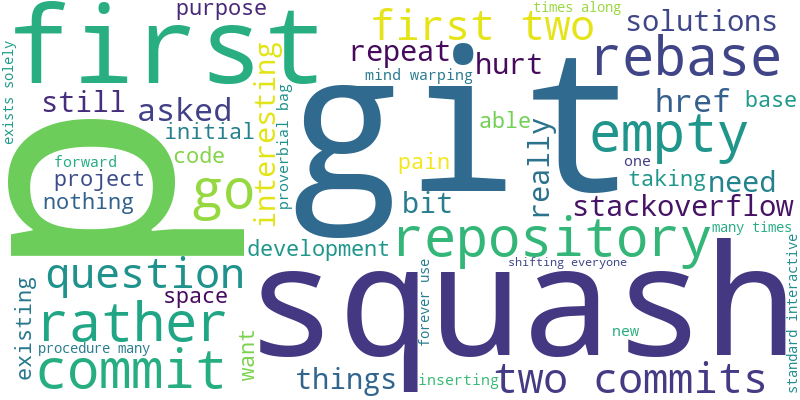 first
purpose
first two
times along
solutions
exists solely
repeat
hurt
rebase
mind warping
still
asked
interesting
proverbial bag
git
href
base
initial
able
empty
p
code
forward
project
nothing
go
pain
bit
really
one
taking
need
stackoverflow
development
repository
many times
question
space
squash
shifting everyone
forever use
standard interactive
existing
rather
procedure many
commit
want
things
inserting
new
two commits